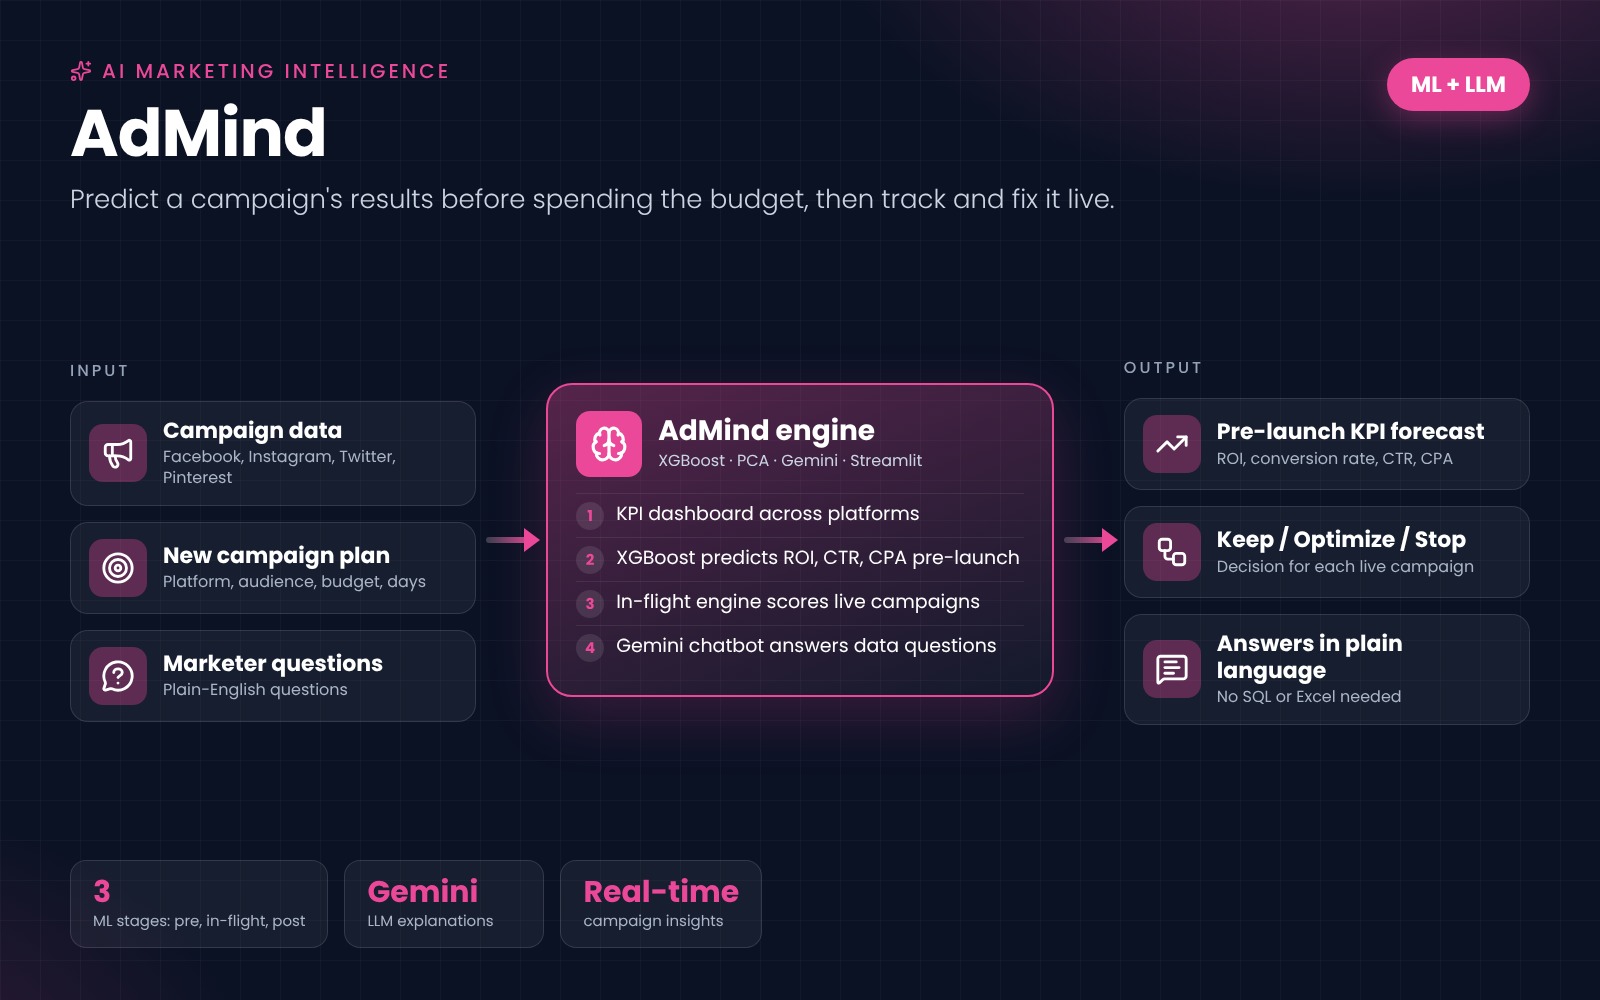 AI MARKETING INTELLIGENCE
ML + LLM
AdMind
Predict a campaign's results before spending the budget, then track and fix it live.
INPUT
Campaign data
Facebook, Instagram, Twitter,
Pinterest
New campaign plan
Platform, audience, budget, days
Marketer questions
Plain-English questions
AdMind engine
XGBoost · PCA · Gemini · Streamlit
1 KPI dashboard across platforms
2 XGBoost predicts ROI, CTR, CPA pre-launch
3 In-flight engine scores live campaigns
4 Gemini chatbot answers data questions
OUTPUT
Pre-launch KPI forecast
ROI, conversion rate, CTR, CPA
Keep / Optimize / Stop
Decision for each live campaign
Answers in plain
language
No SQL or Excel needed
3
ML stages: pre, in-flight, post
Gemini
LLM explanations
Real-time
campaign insights